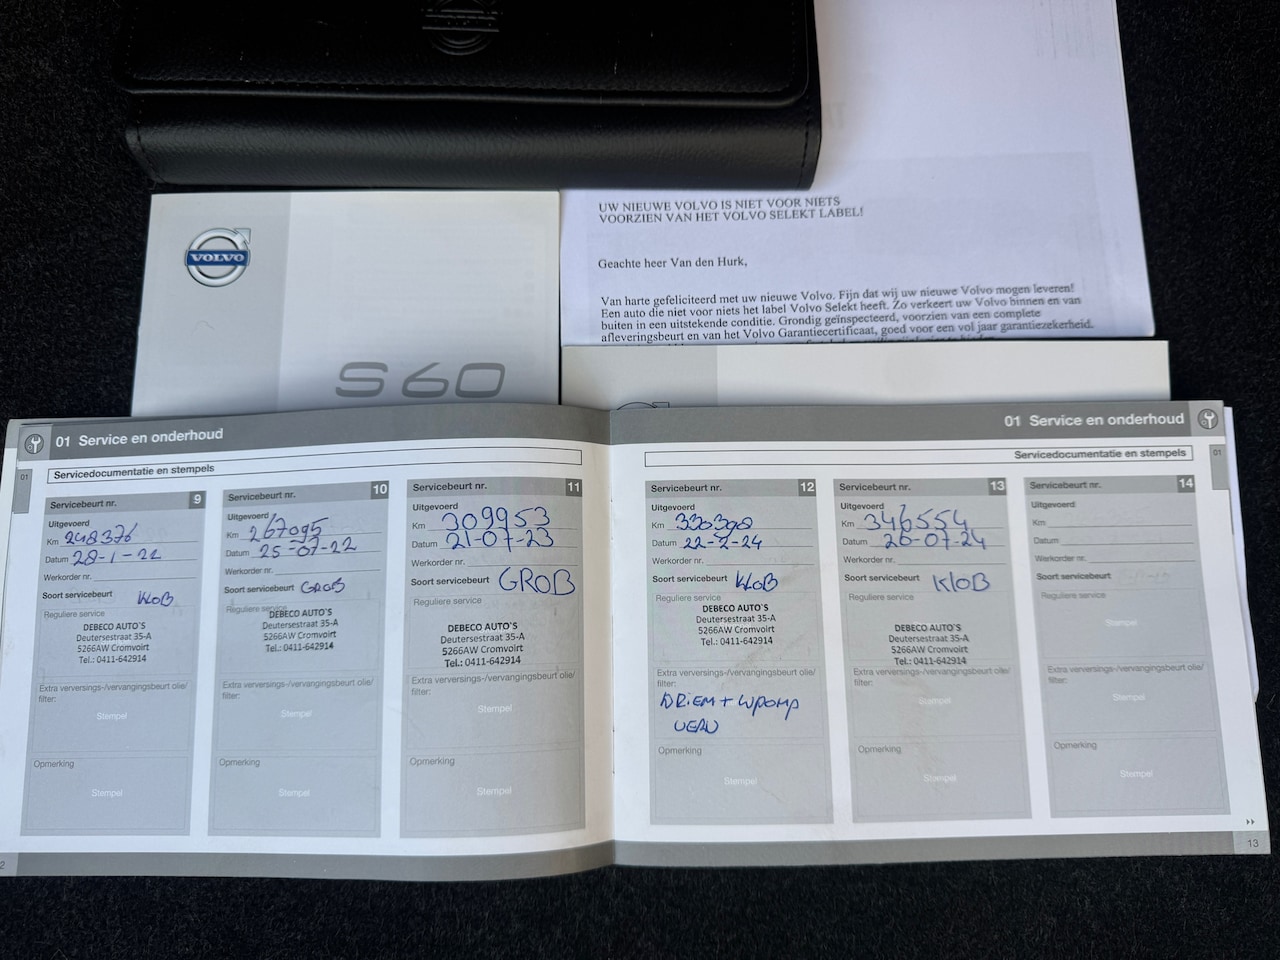 UW NIEUWE VOLVO IS NIET VOOR NIETS
VOORZIEN VAN HET VOLVO SELEKT LABEL!
Geachte heer Van den Hurk,
Van harte gefeliciteerd met uw nieuwe Volvo. Fijn dat wij uw nieuwe Volvo mogen leveren!
Een auto die niet voor niets het label Volvo Selekt heeft. Zo verkeert uw Volvo binnen en van
buiten in een uitstekende conditie. Grondig geïnspecteerd, voorzien van een complete
afleveringsbeurt en van het Volvo Garantiecertificaat, goed voor een vol jaar garantiezekerheid.
VOLVO
S60
01 Service en onderhoud
01
Servicedocumentatie en stempels
Servicebeurt nr. 9
Uitgevoerd
Km 248376
Datum 28-1-22
Werkorder nr.
Soort servicebeurt KLOB
Reguliere service
DEBECO AUTO`S
Deutersestraat 35-A
5266AW Cromvoirt
Tel.: 0411-642914
Extra verversings-/vervangingsbeurt olie/
filter:
Stempel
Opmerking
Stempel
Servicebeurt nr. 10
Uitgevoerd
Km 267095
Datum 25-07-22
Werkorder nr.
Soort servicebeurt GROB
Reguliere service
DEBECO AUTO`S
Deutersestraat 35-A
5266AW Cromvoirt
Tel.: 0411-642914
Extra verversings-/vervangingsbeurt olie/
filter:
Stempel
Opmerking
Stempel
Servicebeurt nr. 11
Uitgevoerd
Km 309953
Datum 21-07-23
Werkorder nr.
Soort servicebeurt GROB
Reguliere service
DEBECO AUTO`S
Deutersestraat 35-A
5266AW Cromvoirt
Tel.: 0411-642914
Extra verversings-/vervangingsbeurt olie/
filter:
Stempel
Opmerking
Stempel
01 Service en onderhoud
01
Servicedocumentatie en stempels
Servicebeurt nr. 12
Uitgevoerd
Km 330398
Datum 22-2-24
Werkorder nr.
Soort servicebeurt KLOB
Reguliere service
DEBECO AUTO`S
Deutersestraat 35-A
5266AW Cromvoirt
Tel.: 0411-642914
Extra verversings-/vervangingsbeurt olie/
filter:
DRiEM + WPOMP
VERV
Opmerking
Stempel
Servicebeurt nr. 13
Uitgevoerd
Km 346554
Datum 26-07-24
Werkorder nr.
Soort servicebeurt KLOB
Reguliere service
DEBECO AUTO`S
Deutersestraat 35-A
5266AW Cromvoirt
Tel.: 0411-642914
Extra verversings-/vervangingsbeurt olie/
filter:
Stempel
Opmerking
Stempel
Servicebeurt nr. 14
Uitgevoerd
Km
Datum
Werkorder nr.
Soort servicebeurt
Reguliere service
Stempel
Extra verversings-/vervangingsbeurt olie/
filter:
Stempel
Opmerking
Stempel
2
13